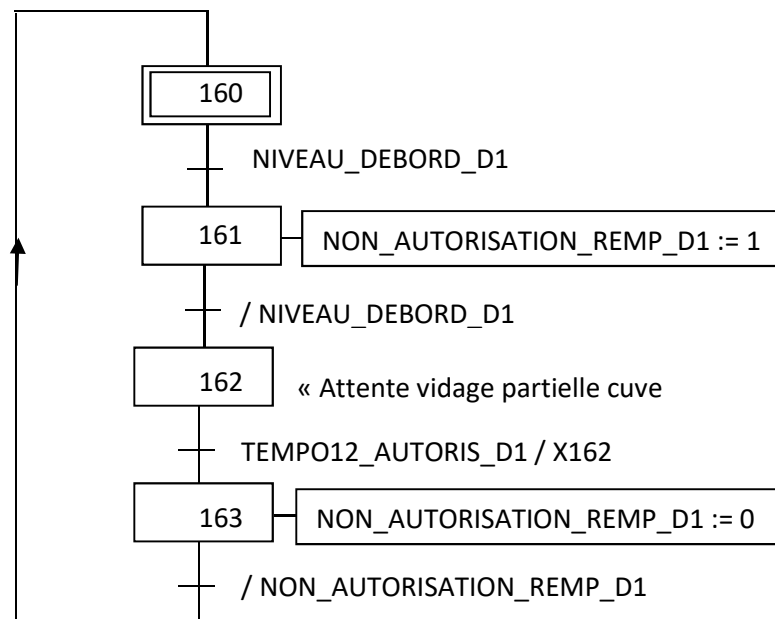 160
NIVEAU_DEBORD_D1
161
NON_AUTORISATION_REMP_D1 := 1
/ NIVEAU_DEBORD_D1
162
« Attente vidage partielle cuve
TEMPO12_AUTORIS_D1 / X162
163
NON_AUTORISATION_REMP_D1 := 0
/ NON_AUTORISATION_REMP_D1